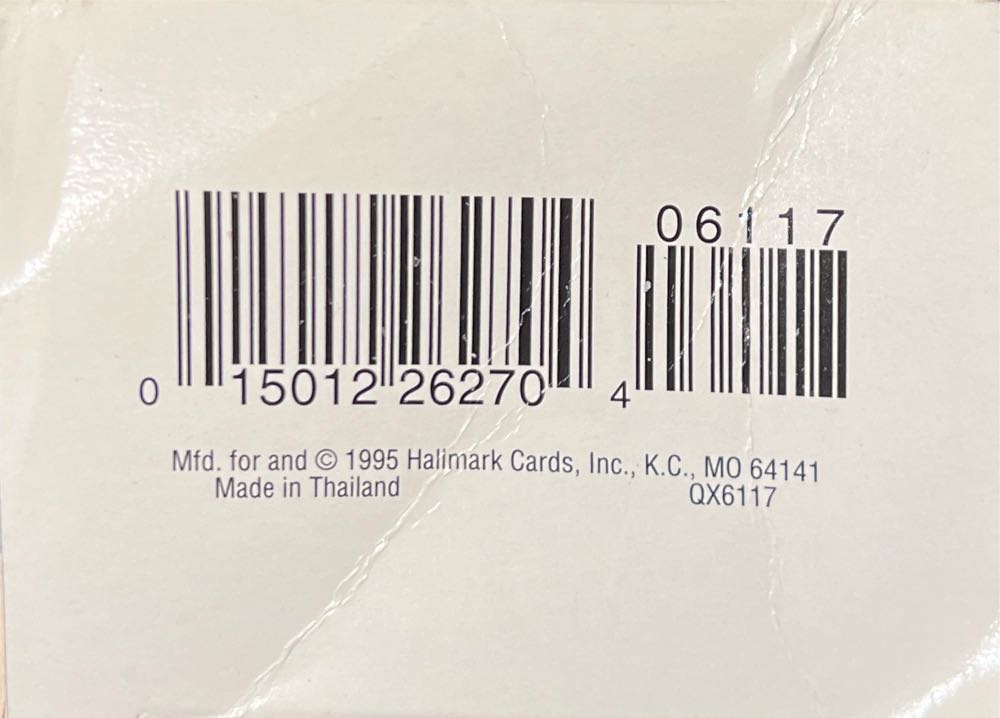 06117
0 15012 26270 4
Mfd. for and © 1995 Hallmark Cards, Inc., K.C., MO 64141
Made in Thailand QX6117